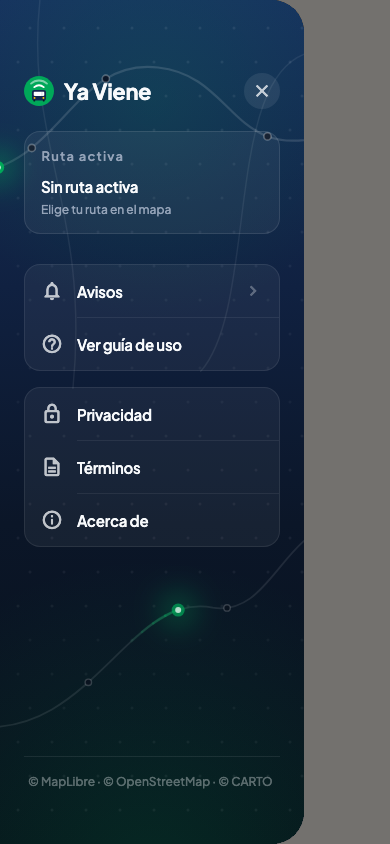 Ya Viene
Ruta activa
Sin ruta activa
Elige tu ruta en el mapa
Avisos
Ver guía de uso
Privacidad
Términos
Acerca de
© MapLibre · © OpenStreetMap · © CARTO